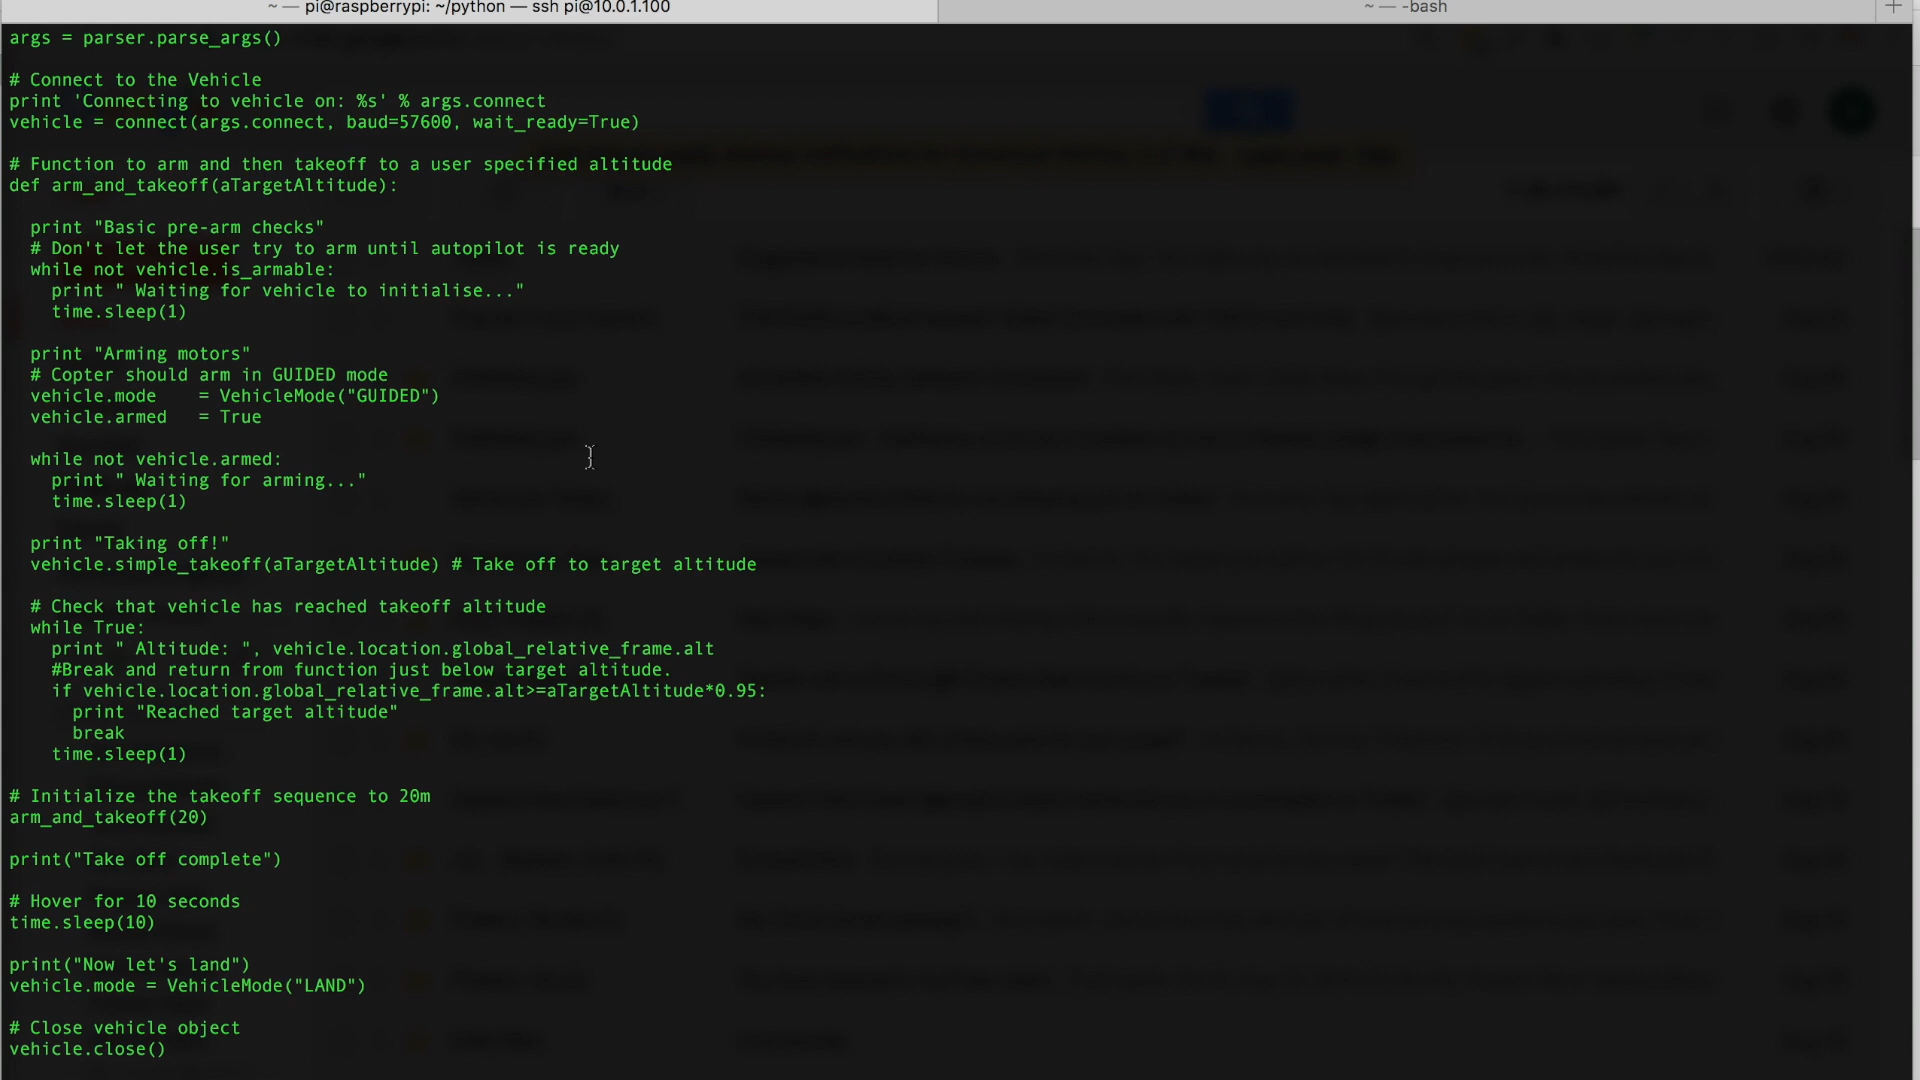 ~ — pi@raspberrypi: ~/python — ssh pi@10.0.1.100
~ — -bash
args = parser.parse_args()
# Connect to the Vehicle
print 'Connecting to vehicle on: %s' % args.connect
vehicle = connect(args.connect, baud=57600, wait_ready=True)
# Function to arm and then takeoff to a user specified altitude
def arm_and_takeoff(aTargetAltitude):
  print "Basic pre-arm checks"
  # Don't let the user try to arm until autopilot is ready
  while not vehicle.is_armable:
    print " Waiting for vehicle to initialise..."
    time.sleep(1)
  print "Arming motors"
  # Copter should arm in GUIDED mode
  vehicle.mode    = VehicleMode("GUIDED")
  vehicle.armed   = True
  while not vehicle.armed:
    print " Waiting for arming..."
    time.sleep(1)
  print "Taking off!"
  vehicle.simple_takeoff(aTargetAltitude) # Take off to target altitude
  # Check that vehicle has reached takeoff altitude
  while True:
    print " Altitude: ", vehicle.location.global_relative_frame.alt
    #Break and return from function just below target altitude.
    if vehicle.location.global_relative_frame.alt>=aTargetAltitude*0.95:
      print "Reached target altitude"
      break
    time.sleep(1)
# Initialize the takeoff sequence to 20m
arm_and_takeoff(20)
print("Take off complete")
# Hover for 10 seconds
time.sleep(10)
print("Now let's land")
vehicle.mode = VehicleMode("LAND")
# Close vehicle object
vehicle.close()